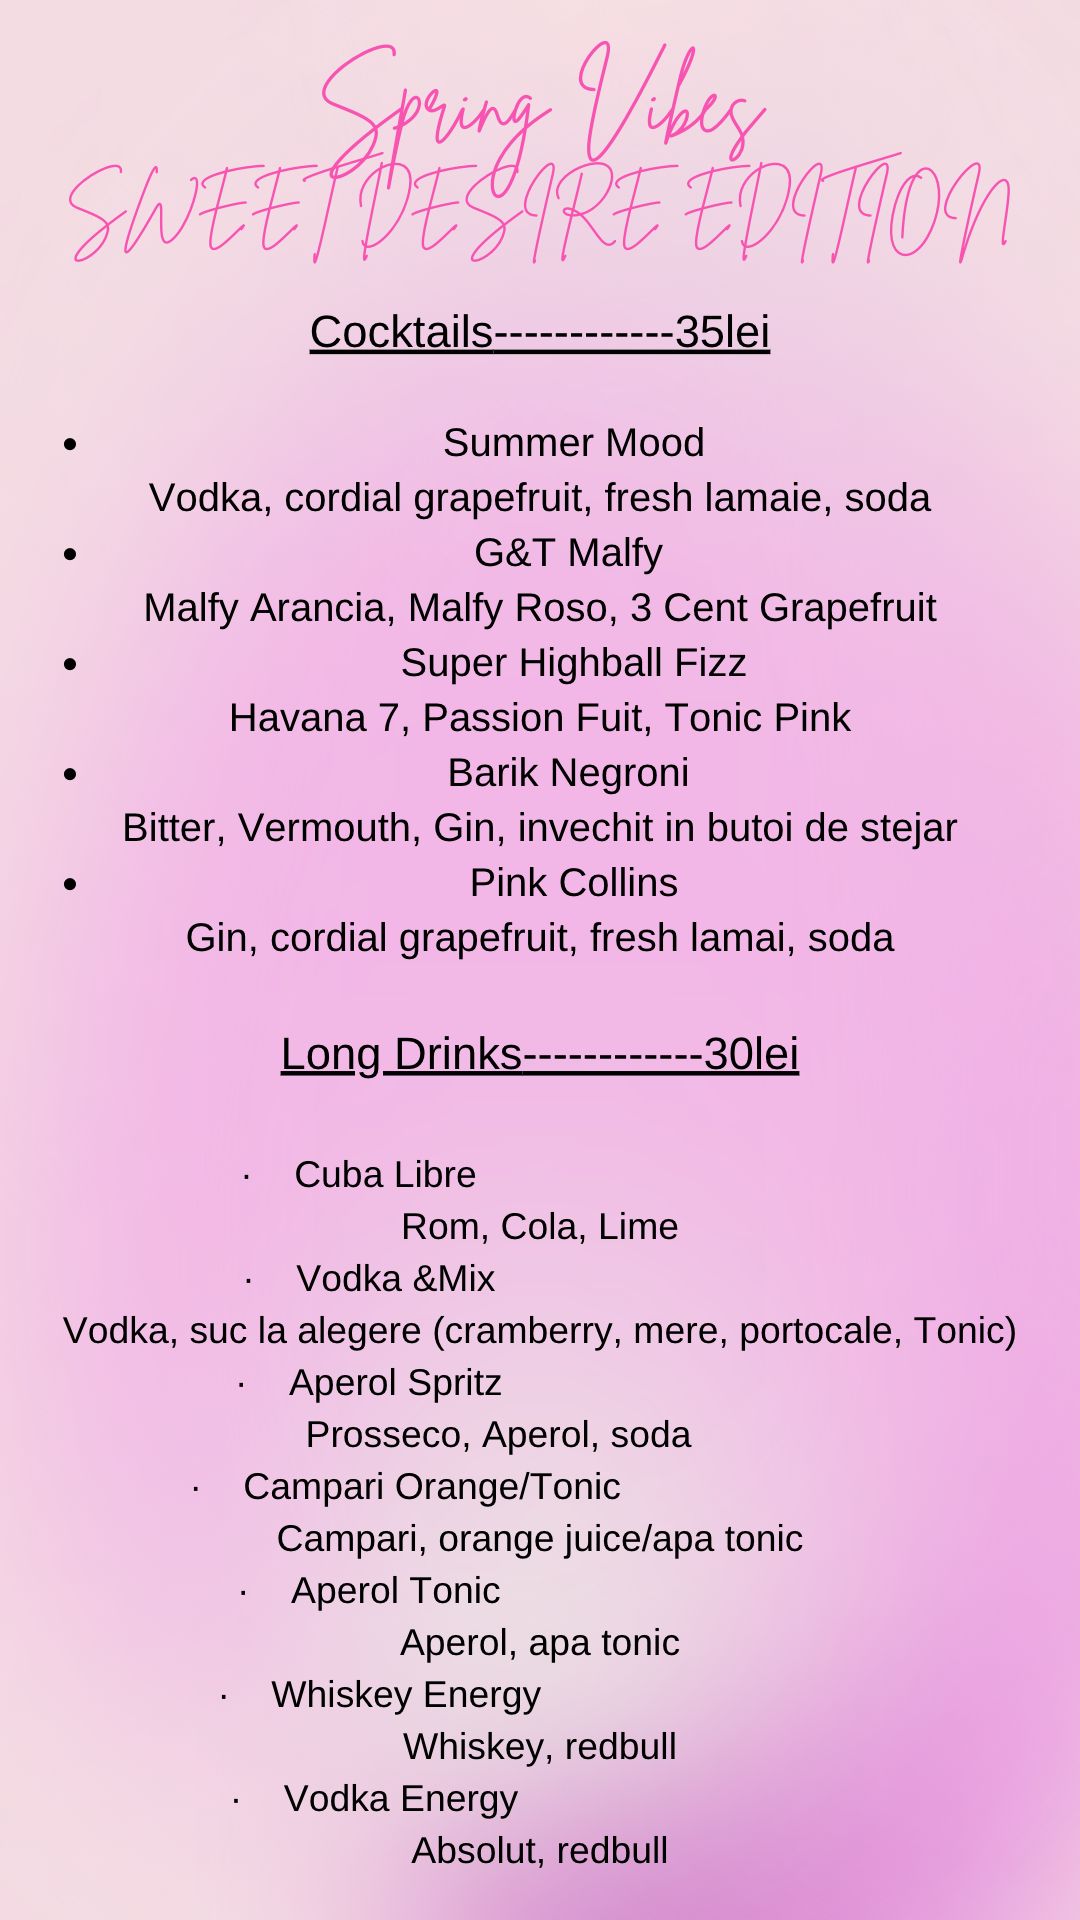 Spring Vibes
SWEET DESIRE EDITION
Cocktails------------35lei
• Summer Mood
Vodka, cordial grapefruit, fresh lamaie, soda
• G&T Malfy
Malfy Arancia, Malfy Roso, 3 Cent Grapefruit
• Super Highball Fizz
Havana 7, Passion Fuit, Tonic Pink
• Barik Negroni
Bitter, Vermouth, Gin, invechit in butoi de stejar
• Pink Collins
Gin, cordial grapefruit, fresh lamai, soda
Long Drinks------------30lei
· Cuba Libre
Rom, Cola, Lime
· Vodka &Mix
Vodka, suc la alegere (cramberry, mere, portocale, Tonic)
· Aperol Spritz
Prosseco, Aperol, soda
· Campari Orange/Tonic
Campari, orange juice/apa tonic
· Aperol Tonic
Aperol, apa tonic
· Whiskey Energy
Whiskey, redbull
· Vodka Energy
Absolut, redbull